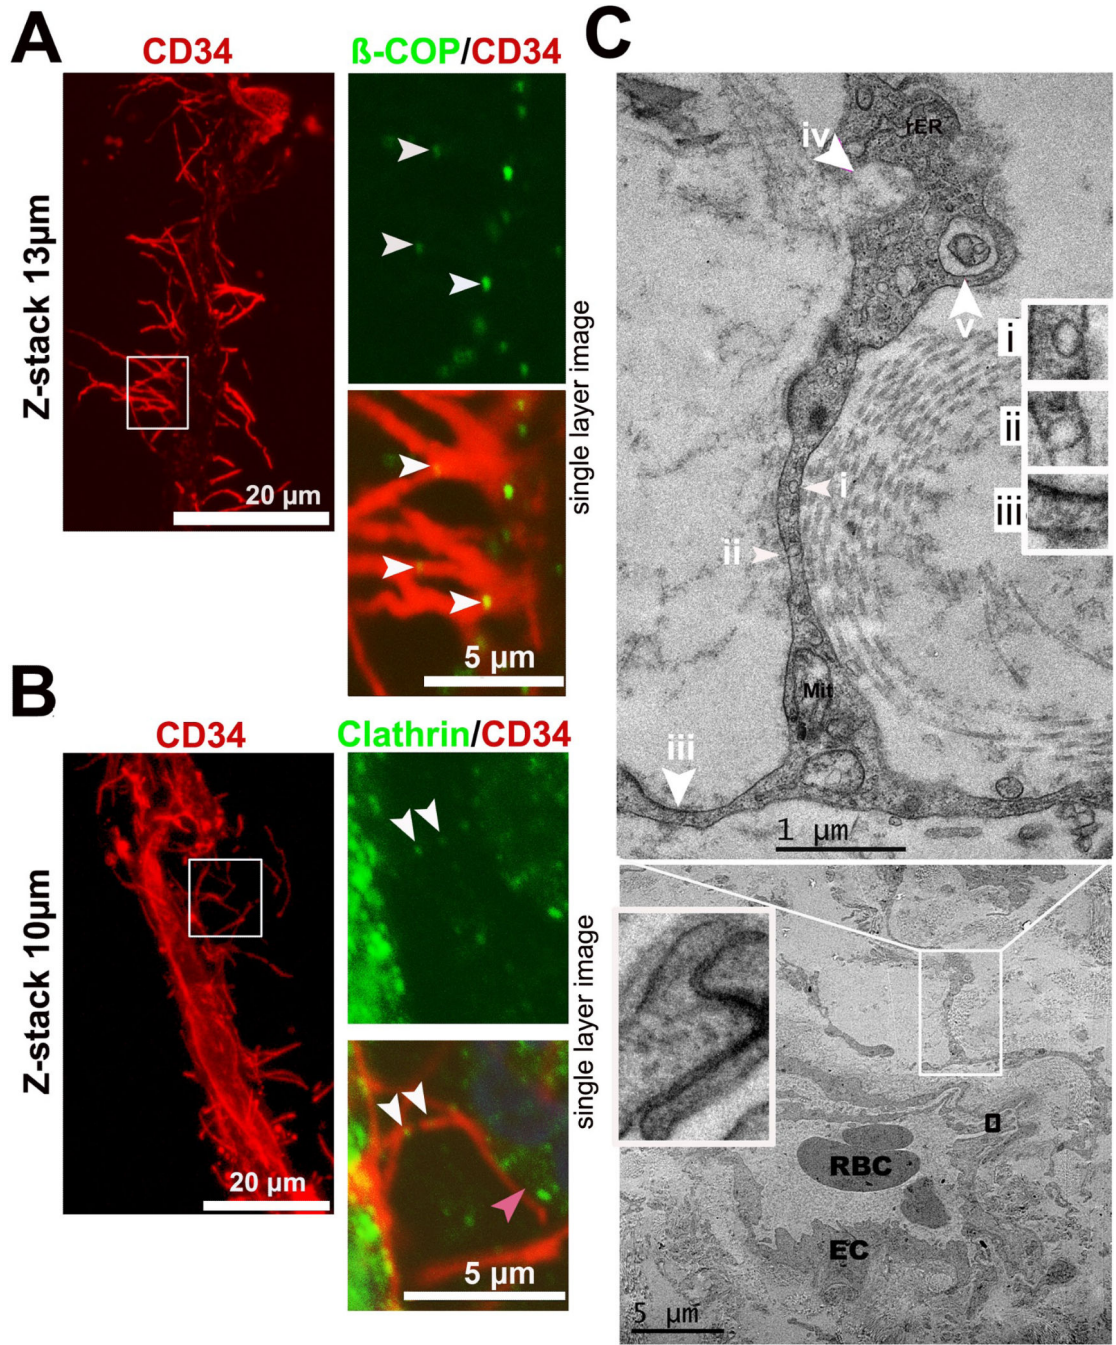 A
CD34
ß-COP/CD34
Z-stack 13µm
20 µm
single layer image
5 µm
B
CD34
Clathrin/CD34
Z-stack 10µm
20 µm
single layer image
5 µm
C
rER
iv
v
i
ii
iii
i
ii
Mit
iii
1 µm
RBC
EC
5 µm